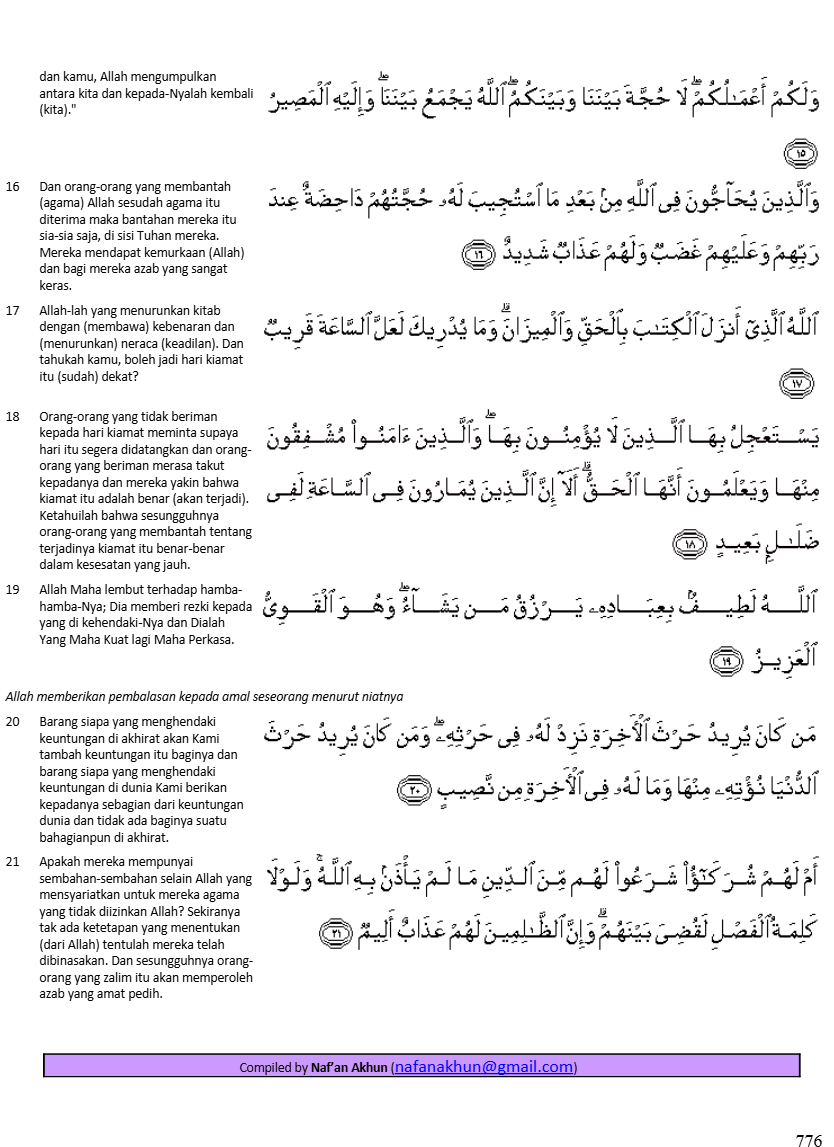 dan kamu, Allah mengumpulkan
antara kita dan kepada-Nyalah kembali
(kita)."
وَلَكُمْ أَعْمَـٰلُكُمْ ۖ لَا حُجَّةَ بَيْنَنَا وَبَيْنَكُمُ ۖ ٱللَّهُ يَجْمَعُ بَيْنَنَا ۖ وَإِلَيْهِ ٱلْمَصِيرُ
﴿١٥﴾
16 Dan orang-orang yang membantah
(agama) Allah sesudah agama itu
diterima maka bantahan mereka itu
sia-sia saja, di sisi Tuhan mereka.
Mereka mendapat kemurkaan (Allah)
dan bagi mereka azab yang sangat
keras.
وَٱلَّذِينَ يُحَآجُّونَ فِى ٱللَّهِ مِنۢ بَعْدِ مَا ٱسْتُجِيبَ لَهُۥ حُجَّتُهُمْ دَاحِضَةٌ عِندَ
رَبِّهِمْ وَعَلَيْهِمْ غَضَبٌ وَلَهُمْ عَذَابٌ شَدِيدٌ ﴿١٦﴾
17 Allah-lah yang menurunkan kitab
dengan (membawa) kebenaran dan
(menurunkan) neraca (keadilan). Dan
tahukah kamu, boleh jadi hari kiamat
itu (sudah) dekat?
ٱللَّهُ ٱلَّذِىٓ أَنزَلَ ٱلْكِتَـٰبَ بِٱلْحَقِّ وَٱلْمِيزَانَ ۗ وَمَا يُدْرِيكَ لَعَلَّ ٱلسَّاعَةَ قَرِيبٌ
﴿١٧﴾
18 Orang-orang yang tidak beriman
kepada hari kiamat meminta supaya
hari itu segera didatangkan dan orang-
orang yang beriman merasa takut
kepadanya dan mereka yakin bahwa
kiamat itu adalah benar (akan terjadi).
Ketahuilah bahwa sesungguhnya
orang-orang yang membantah tentang
terjadinya kiamat itu benar-benar
dalam kesesatan yang jauh.
يَسْتَعْجِلُ بِهَا ٱلَّذِينَ لَا يُؤْمِنُونَ بِهَا ۖ وَٱلَّذِينَ ءَامَنُوا۟ مُشْفِقُونَ
مِنْهَا وَيَعْلَمُونَ أَنَّهَا ٱلْحَقُّ ۗ أَلَآ إِنَّ ٱلَّذِينَ يُمَارُونَ فِى ٱلسَّاعَةِ لَفِى
ضَلَـٰلٍۭ بَعِيدٍ ﴿١٨﴾
19 Allah Maha lembut terhadap hamba-
hamba-Nya; Dia memberi rezki kepada
yang di kehendaki-Nya dan Dialah
Yang Maha Kuat lagi Maha Perkasa.
ٱللَّهُ لَطِيفٌۢ بِعِبَادِهِۦ يَرْزُقُ مَن يَشَآءُ ۖ وَهُوَ ٱلْقَوِىُّ
ٱلْعَزِيزُ ﴿١٩﴾
Allah memberikan pembalasan kepada amal seseorang menurut niatnya
20 Barang siapa yang menghendaki
keuntungan di akhirat akan Kami
tambah keuntungan itu baginya dan
barang siapa yang menghendaki
keuntungan di dunia Kami berikan
kepadanya sebagian dari keuntungan
dunia dan tidak ada baginya suatu
bahagianpun di akhirat.
مَن كَانَ يُرِيدُ حَرْثَ ٱلْـَٔاخِرَةِ نَزِدْ لَهُۥ فِى حَرْثِهِۦ ۖ وَمَن كَانَ يُرِيدُ حَرْثَ
ٱلدُّنْيَا نُؤْتِهِۦ مِنْهَا وَمَا لَهُۥ فِى ٱلْـَٔاخِرَةِ مِن نَّصِيبٍ ﴿٢٠﴾
21 Apakah mereka mempunyai
sembahan-sembahan selain Allah yang
mensyariatkan untuk mereka agama
yang tidak diizinkan Allah? Sekiranya
tak ada ketetapan yang menentukan
(dari Allah) tentulah mereka telah
dibinasakan. Dan sesungguhnya orang-
orang yang zalim itu akan memperoleh
azab yang amat pedih.
أَمْ لَهُمْ شُرَكَـٰٓؤُا۟ شَرَعُوا۟ لَهُم مِّنَ ٱلدِّينِ مَا لَمْ يَأْذَنۢ بِهِ ٱللَّهُ ۚ وَلَوْلَا
كَلِمَةُ ٱلْفَصْلِ لَقُضِىَ بَيْنَهُمْ ۗ وَإِنَّ ٱلظَّـٰلِمِينَ لَهُمْ عَذَابٌ أَلِيمٌ ﴿٢١﴾
Compiled by Naf'an Akhun (nafanakhun@gmail.com)
776